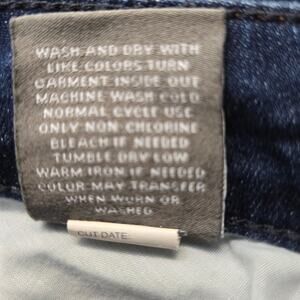 WASH AND DRY WITH
LIKE COLORS TURN
GARMENT INSIDE OUT
MACHINE WASH COLD
NORMAL CYCLE USE
ONLY NON-CHLORINE
BLEACH IF NEEDED
TUMBLE DRY LOW
WARM IRON IF NEEDED
COLOR MAY TRANSFER
WHEN WORN OR
WASHED
CUT DATE: